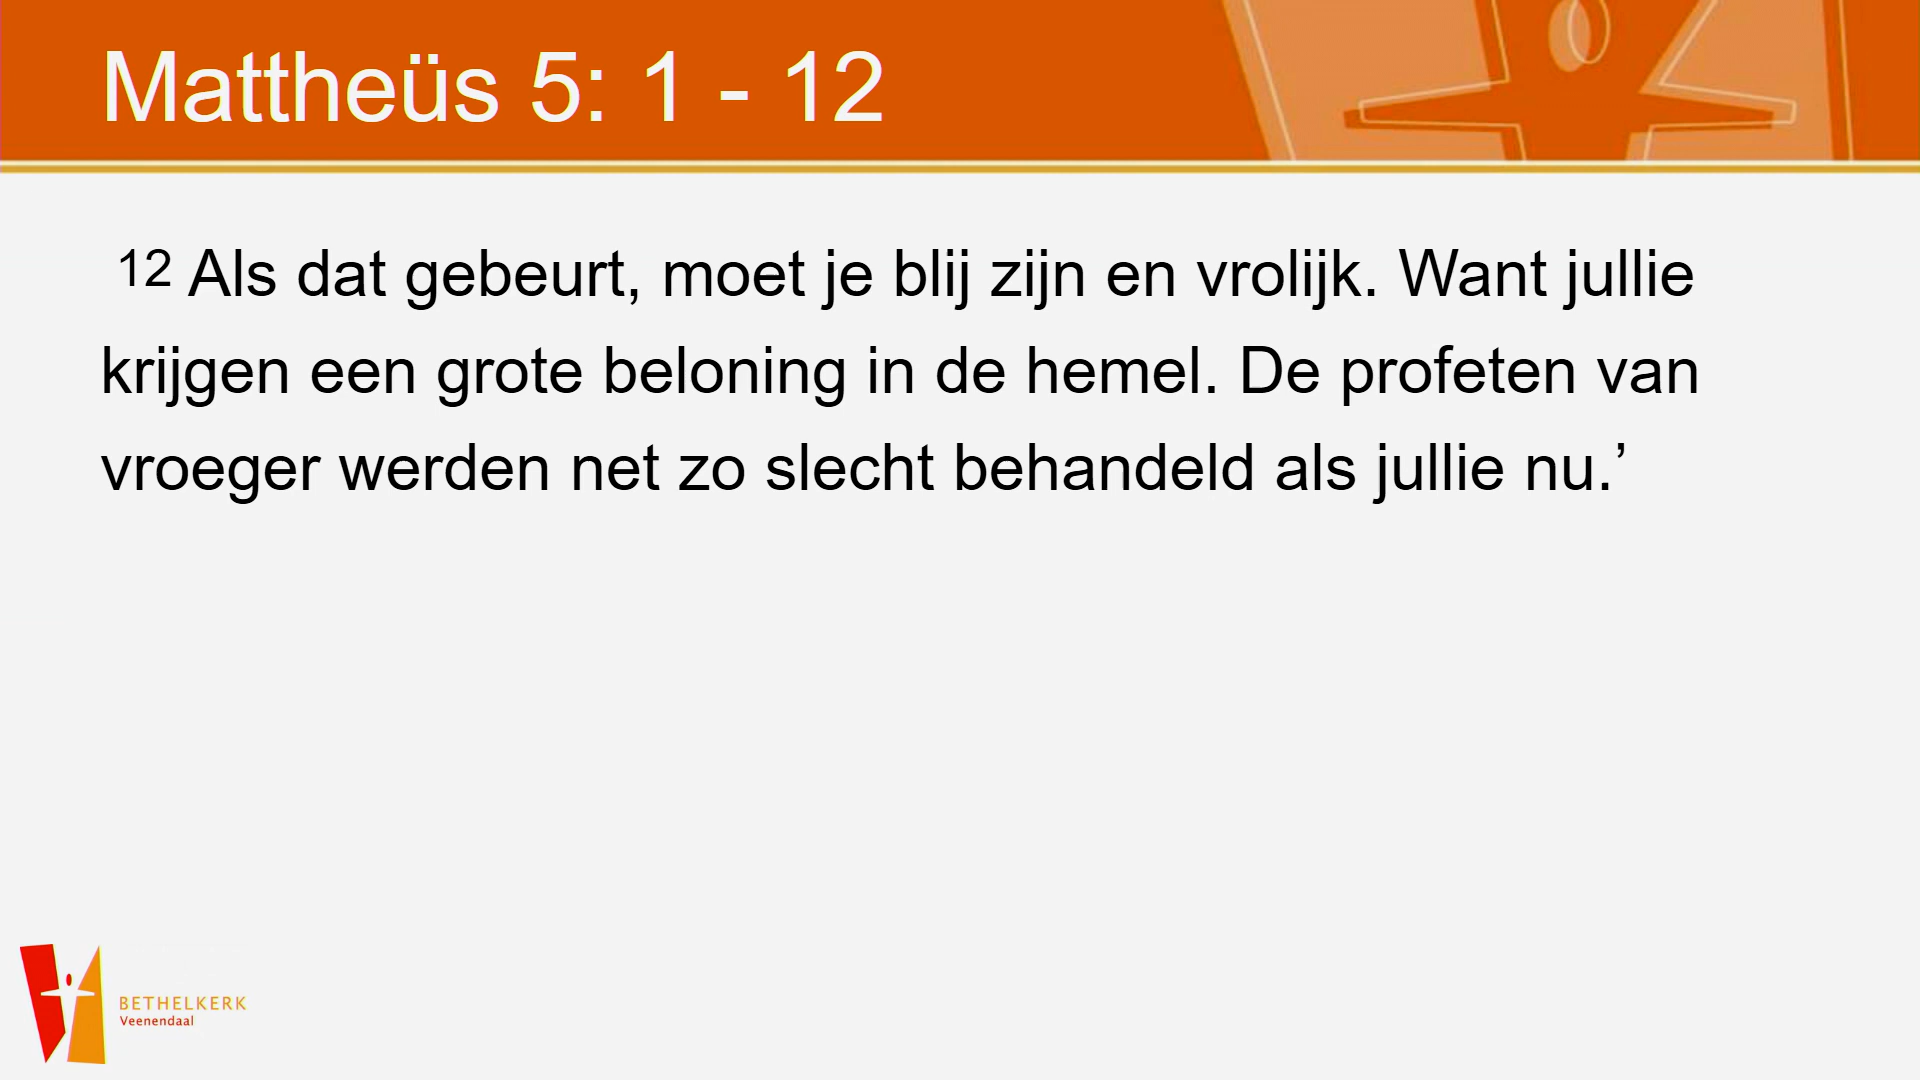 Mattheüs 5: 1 - 12
12 Als dat gebeurt, moet je blij zijn en vrolijk. Want jullie
krijgen een grote beloning in de hemel. De profeten van
vroeger werden net zo slecht behandeld als jullie nu.’
BETHELKERK
Veenendaal